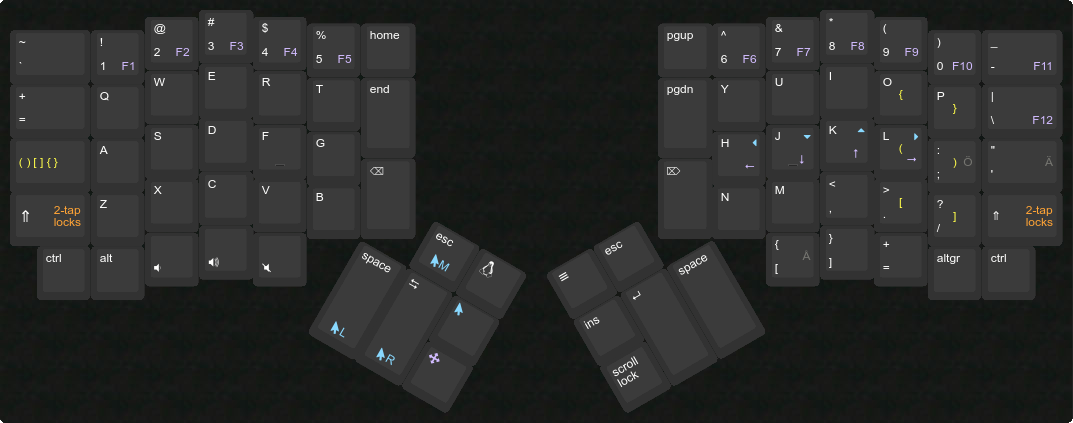 ~
`
!
1 F1
@
2 F2
#
3 F3
$
4 F4
%
5 F5
home
+
=
Q
W
E
R
T
end
( ) [ ] { }
A
S
D
F
_
G
⌫
⇑
2-tap
locks
Z
X
C
V
B
ctrl
alt
space
L
⇆
R
esc
M
pgup
^
6 F6
&
7 F7
*
8 F8
(
9 F9
)
0 F10
_
- F11
pgdn
Y
U
I
O
{
P
}
|
\ F12
⌦
H
←
J
_ ↓
K
↑
L
(
→
:
) Ö
;
"
Ä
'
N
M
<
,
>
[
.
?
]
/
⇑
2-tap
locks
{
Å
[
}
]
+
=
altgr
ctrl
≡
esc
ins
↵
space
scroll
lock